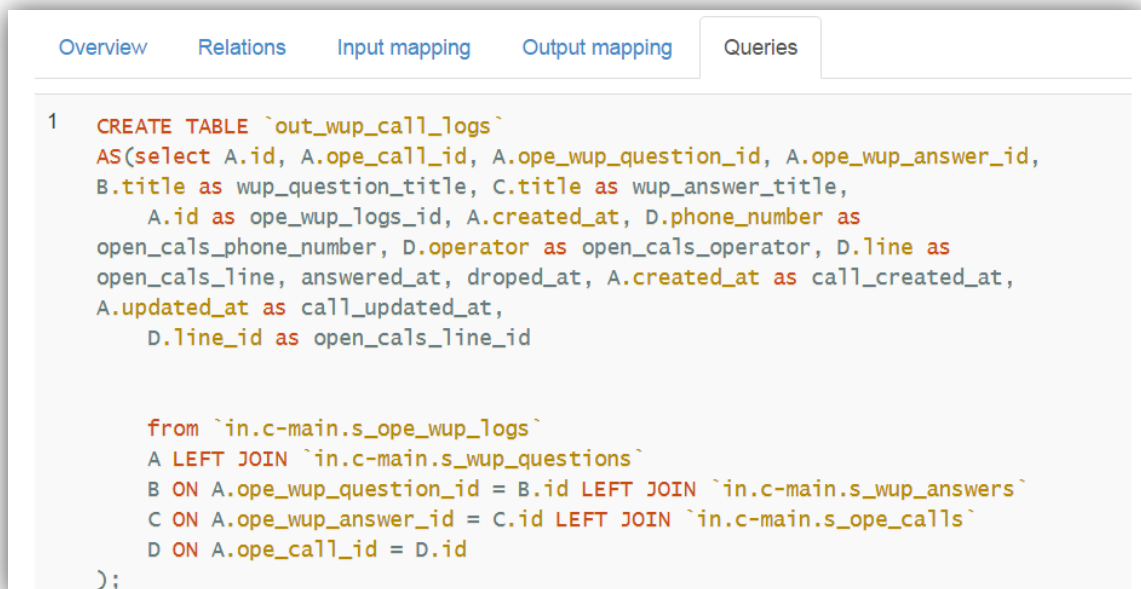 Overview Relations Input mapping Output mapping Queries
1 CREATE TABLE `out_wup_call_logs`
AS(select A.id, A.ope_call_id, A.ope_wup_question_id, A.ope_wup_answer_id,
B.title as wup_question_title, C.title as wup_answer_title,
A.id as ope_wup_logs_id, A.created_at, D.phone_number as
open_cals_phone_number, D.operator as open_cals_operator, D.line as
open_cals_line, answered_at, droped_at, A.created_at as call_created_at,
A.updated_at as call_updated_at,
D.line_id as open_cals_line_id
from `in.c-main.s_ope_wup_logs`
A LEFT JOIN `in.c-main.s_wup_questions`
B ON A.ope_wup_question_id = B.id LEFT JOIN `in.c-main.s_wup_answers`
C ON A.ope_wup_answer_id = C.id LEFT JOIN `in.c-main.s_ope_calls`
D ON A.ope_call_id = D.id
);